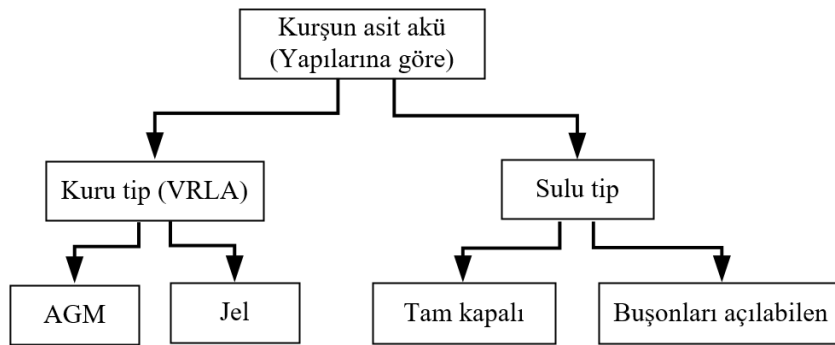 Kurşun asit akü
(Yapılarına göre)
Kuru tip (VRLA)
Sulu tip
AGM
Jel
Tam kapalı
Buşonları açılabilen